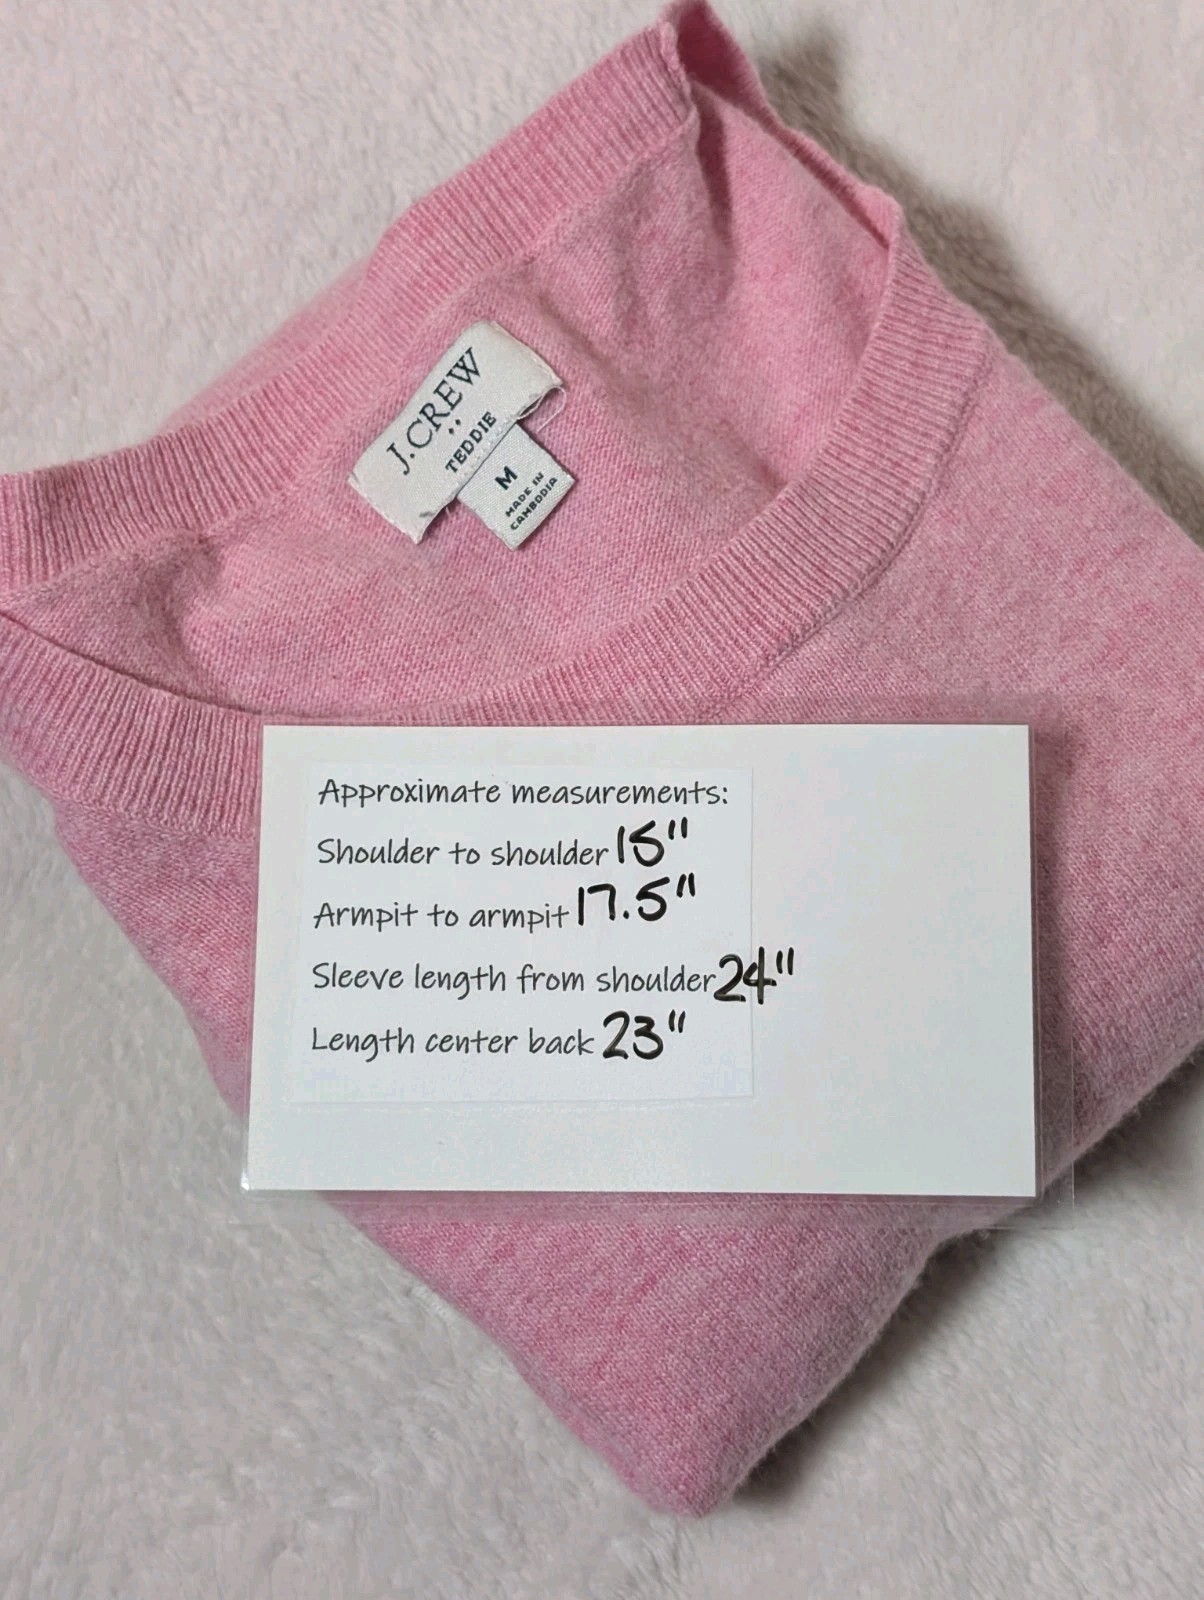 J.CREW
TEDDIE
M
MADE IN
CAMBODIA
Approximate measurements:
Shoulder to shoulder 15"
Armpit to armpit 17.5"
Sleeve length from shoulder 24"
Length center back 23"